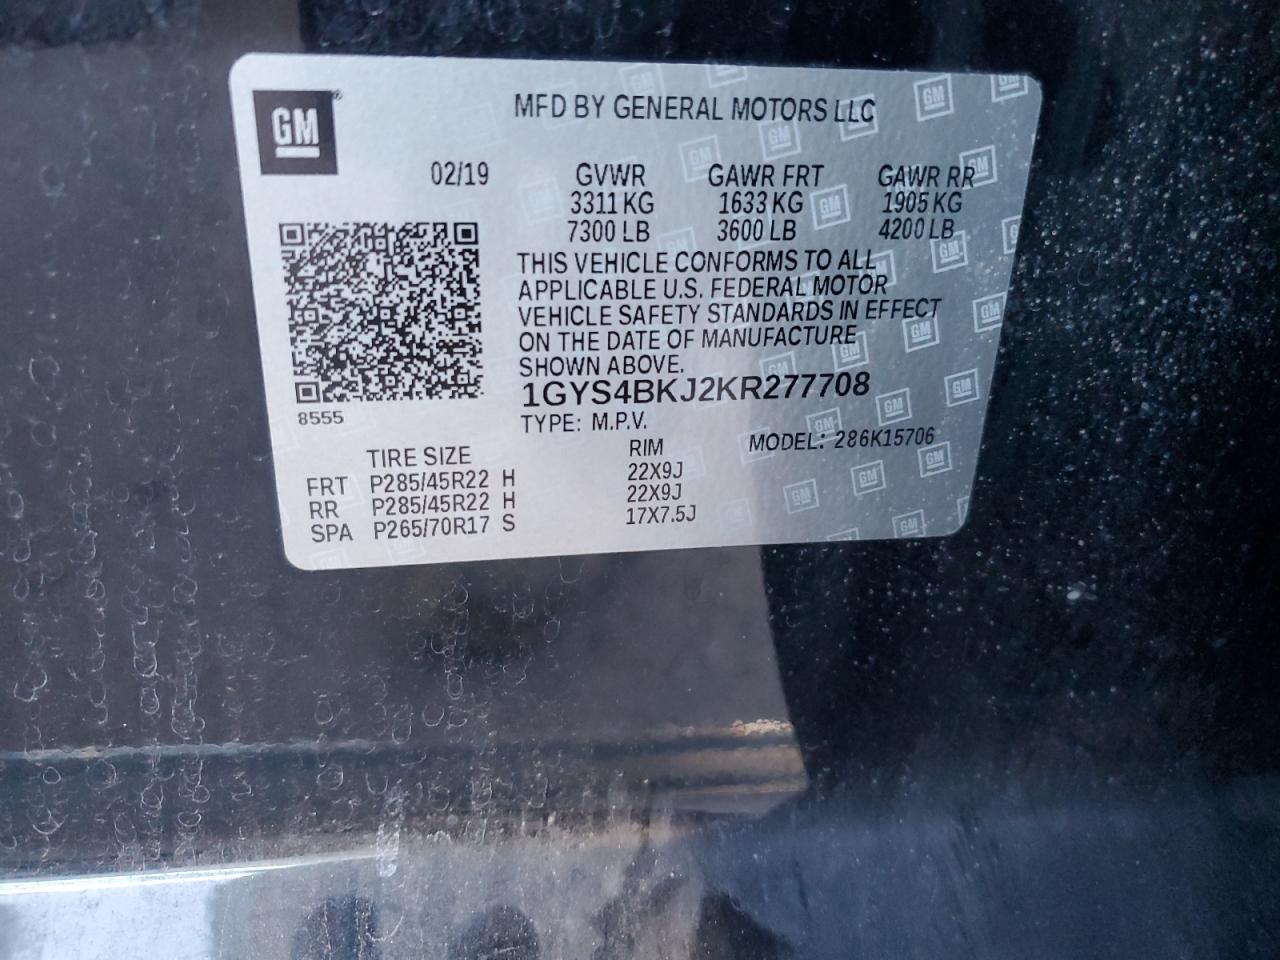 GM®
MFD BY GENERAL MOTORS LLC
02/19 GVWR GAWR FRT GAWR RR
3311 KG 1633 KG 1905 KG
7300 LB 3600 LB 4200 LB
THIS VEHICLE CONFORMS TO ALL
APPLICABLE U.S. FEDERAL MOTOR
VEHICLE SAFETY STANDARDS IN EFFECT
ON THE DATE OF MANUFACTURE
SHOWN ABOVE.
1GYS4BKJ2KR277708
8555
TYPE: M.P.V. MODEL: 286K15706
TIRE SIZE RIM
FRT P285/45R22 H 22X9J
RR P285/45R22 H 22X9J
SPA P265/70R17 S 17X7.5J